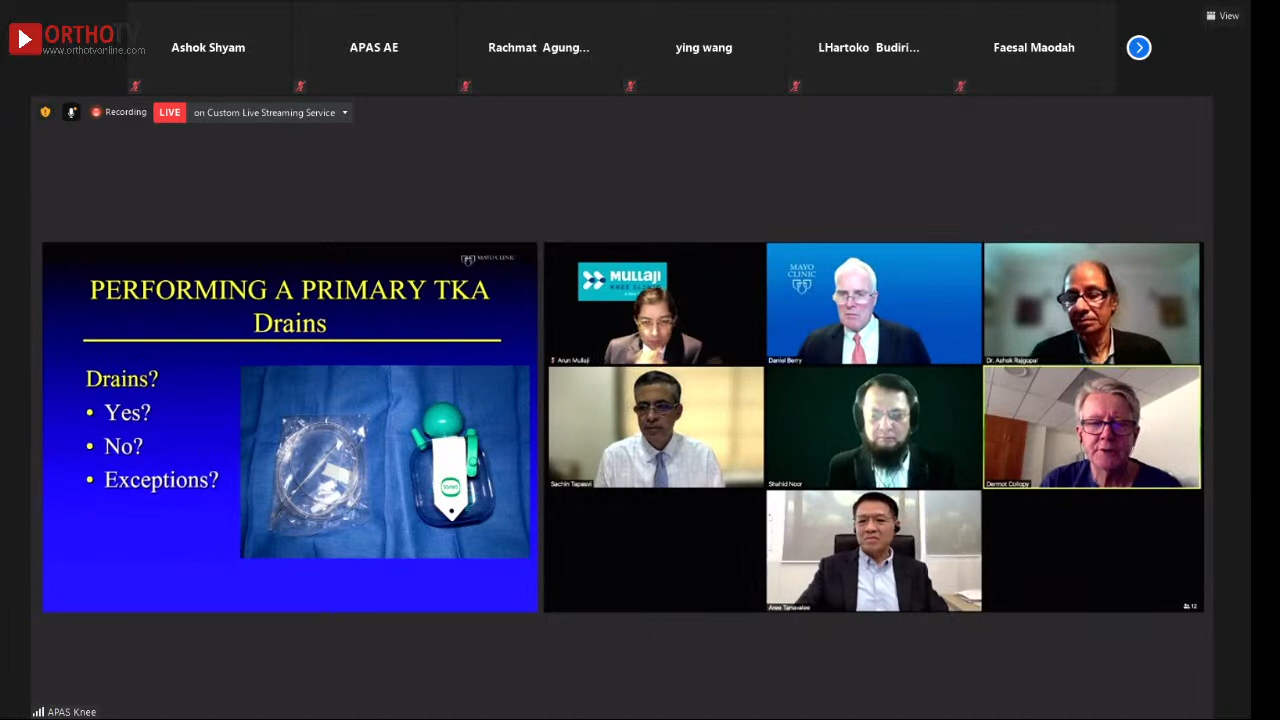 ORTHOTV
www.orthotvonline.com
Ashok Shyam
APAS AE
Rachmat Agung...
ying wang
LHartoko Budiri...
Faesal Maodah
View
Recording
LIVE
on Custom Live Streaming Service
MAYO CLINIC
PERFORMING A PRIMARY TKA
Drains
Drains?
• Yes?
• No?
• Exceptions?
MULLAJI
KNEE CLINIC
Arun Mullaji
MAYO
CLINIC
Daniel Berry
Dr. Ashok Rajgopal
Sachin Tapasvi
Shahid Noor
Dermot Collopy
Aree Tanavalee
12
APAS Knee